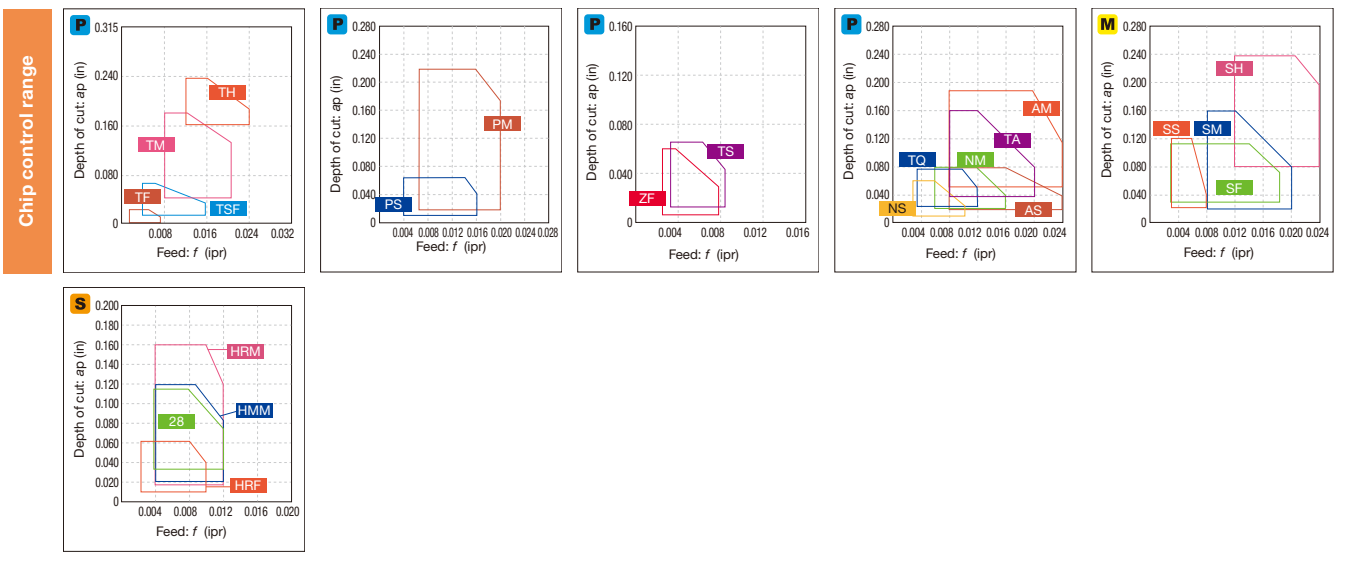 Chip control range
P
Depth of cut: ap (in)
0.315
0.240
0.160
0.080
0
TH
TM
TF
TSF
0.008 0.016 0.024 0.032
Feed: f (ipr)
P
Depth of cut: ap (in)
0.280
0.240
0.200
0.160
0.120
0.080
0.040
0
PM
PS
0.004 0.008 0.012 0.016 0.020 0.024 0.028
Feed: f (ipr)
P
Depth of cut: ap (in)
0.160
0.120
0.040
0
TS
ZF
0.004 0.008 0.012 0.016
Feed: f (ipr)
P
Depth of cut: ap (in)
0.280
0.240
0.200
0.160
0.120
0.080
0.040
0
AM
TA
TQ
NM
NS
AS
0.004 0.008 0.012 0.016 0.020 0.024
Feed: f (ipr)
M
Depth of cut: ap (in)
0.280
0.240
0.200
0.160
0.120
0.080
0.040
0
SH
SS
SM
SF
0.004 0.008 0.012 0.016 0.020 0.024
Feed: f (ipr)
S
Depth of cut: ap (in)
0.200
0.180
0.160
0.140
0.120
0.100
0.080
0.060
0.040
0.020
0
HRM
HMM
28
HRF
0.004 0.008 0.012 0.016 0.020
Feed: f (ipr)